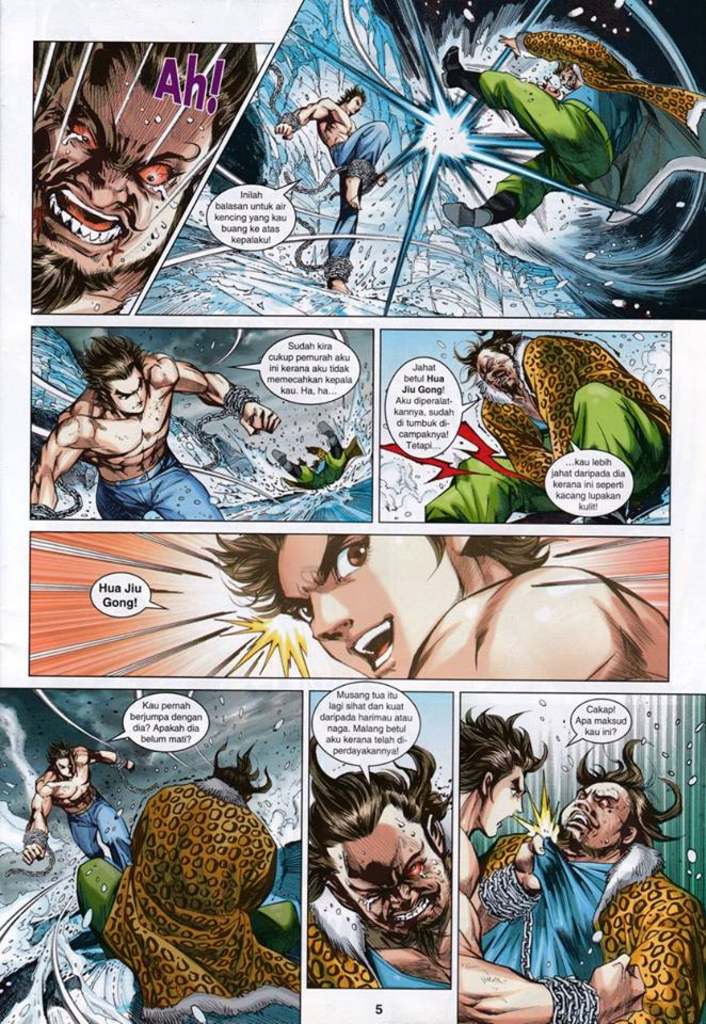 Ah!
Inilah
balasan untuk air
kencing yang kau
buang ke atas
kepalaku!
Sudah kira
cukup pemurah aku
ini kerana aku tidak
memecahkan kepala
kau. Ha, ha...
Jahat
betul Hua
Jiu Gong!
Aku diperalat-
kannya, sudah
di tumbuk di-
campaknya!
Tetapi...
...kau lebih
jahat daripada dia
kerana ini seperti
kacang lupakan
kulit!
Hua Jiu
Gong!
Kau pernah
berjumpa dengan
dia? Apakah dia
belum mati?
Musang tua itu
lagi sihat dan kuat
daripada harimau atau
naga. Malang betul
aku kerana telah di-
perdayakannya!
Cakap!
Apa maksud
kau ini?
5